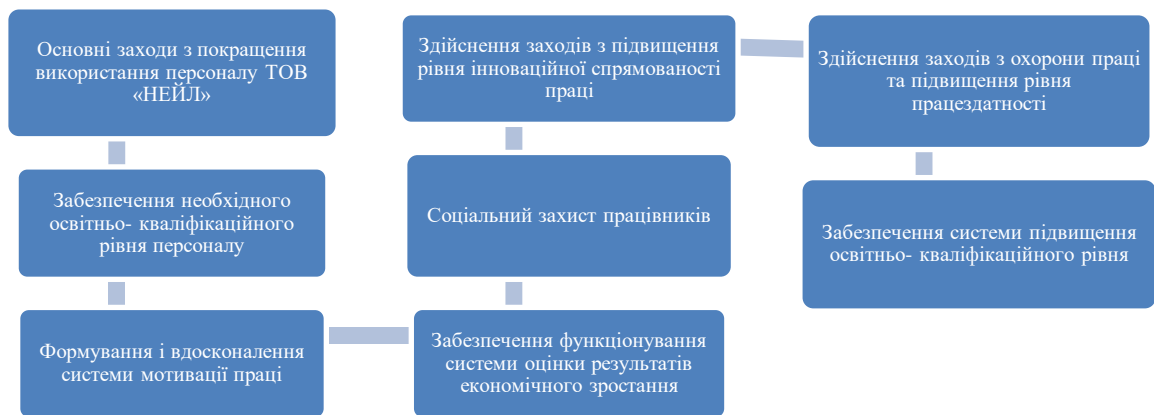 Основні заходи з покращення
використання персоналу ТОВ
«НЕЙЛ»
Забезпечення необхідного
освітньо- кваліфікаційного
рівня персоналу
Формування і вдосконалення
системи мотивації праці
Забезпечення функціонування
системи оцінки результатів
економічного зростання
Соціальний захист працівників
Здійснення заходів з підвищення
рівня інноваційної спрямованості
праці
Здійснення заходів з охорони праці
та підвищення рівня
працездатності
Забезпечення системи підвищення
освітньо- кваліфікаційного рівня